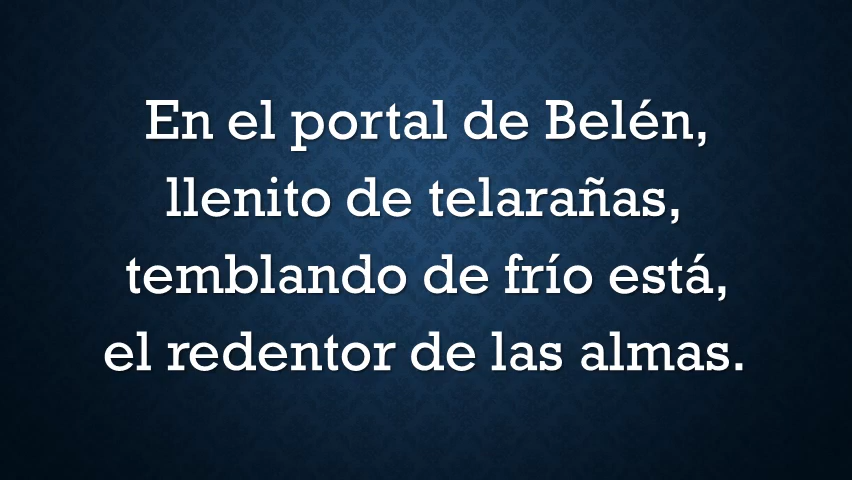 En el portal de Belén,
llenito de telarañas,
temblando de frío está,
el redentor de las almas.